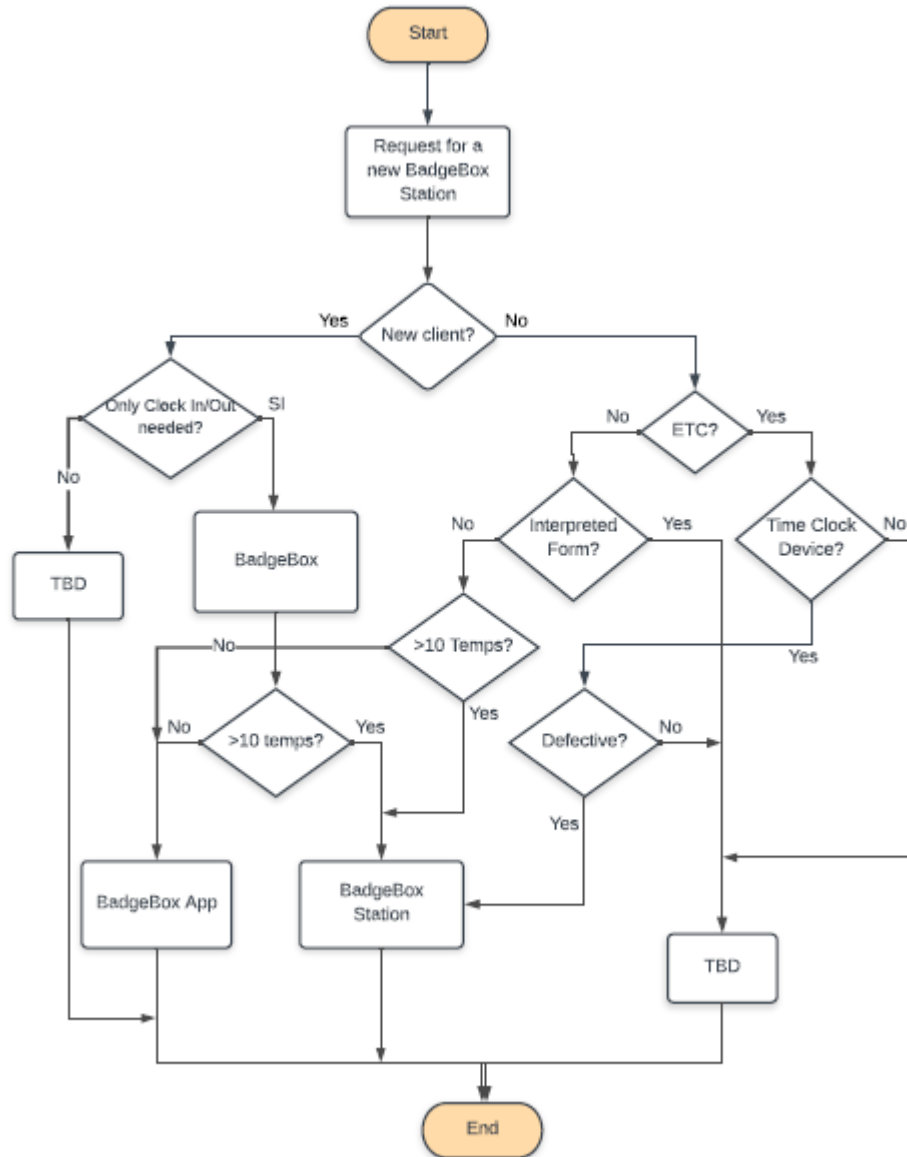 Start
Request for a
new BadgeBox
Station
Yes
New client?
No
Only Clock In/Out
needed?
SI
No
ETC?
Yes
No
No
Interpreted
Form?
Yes
Time Clock
Device?
No
BadgeBox
TBD
No
>10 Temps?
Yes
Yes
No
>10 temps?
Yes
Defective?
No
Yes
BadgeBox App
BadgeBox
Station
TBD
End